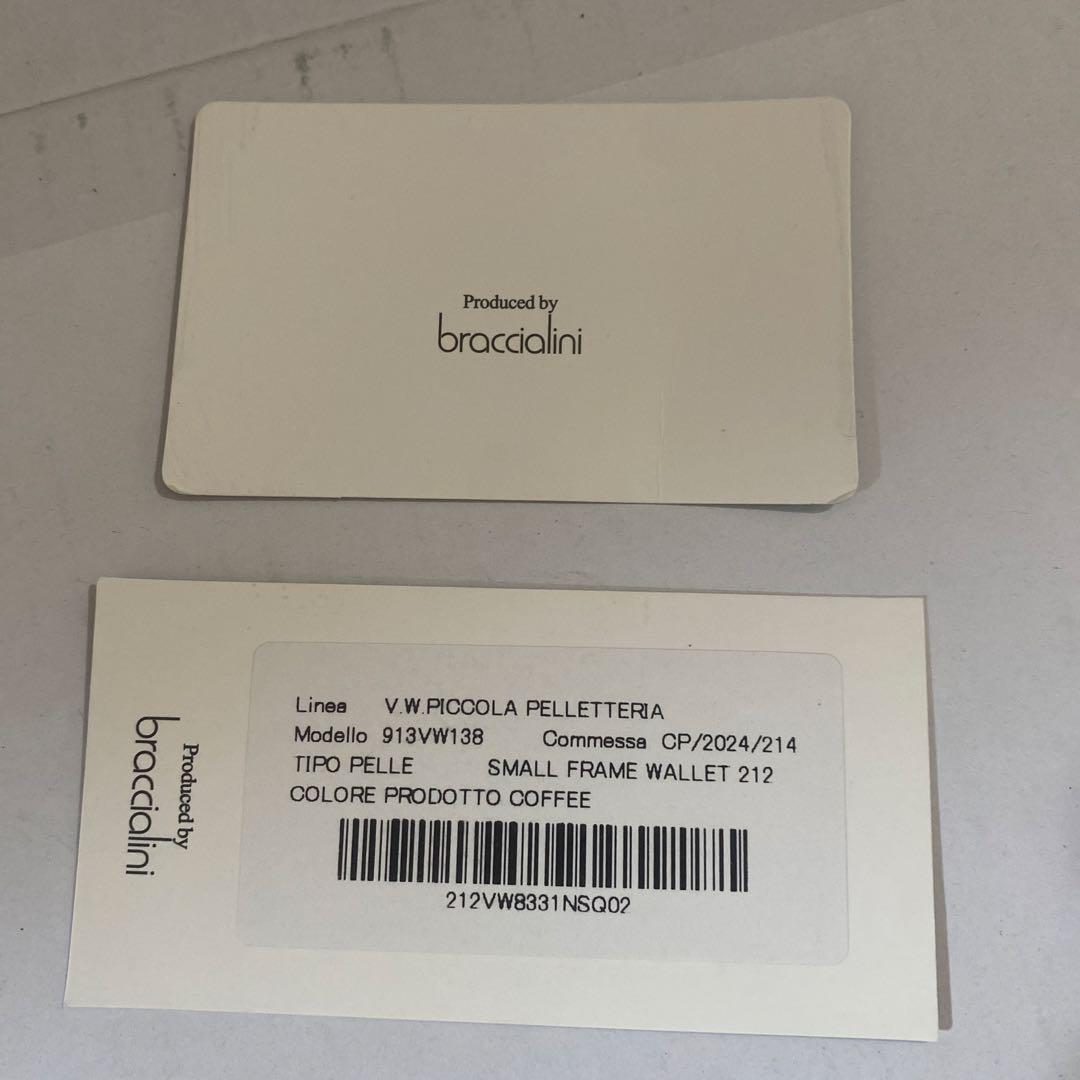 Produced by
braccialini
Produced by
braccialini
Linea V.W.PICCOLA PELLETTERIA
Modello 913VW138 Commessa CP/2024/214
TIPO PELLE SMALL FRAME WALLET 212
COLORE PRODOTTO COFFEE
212VW8331NSQ02